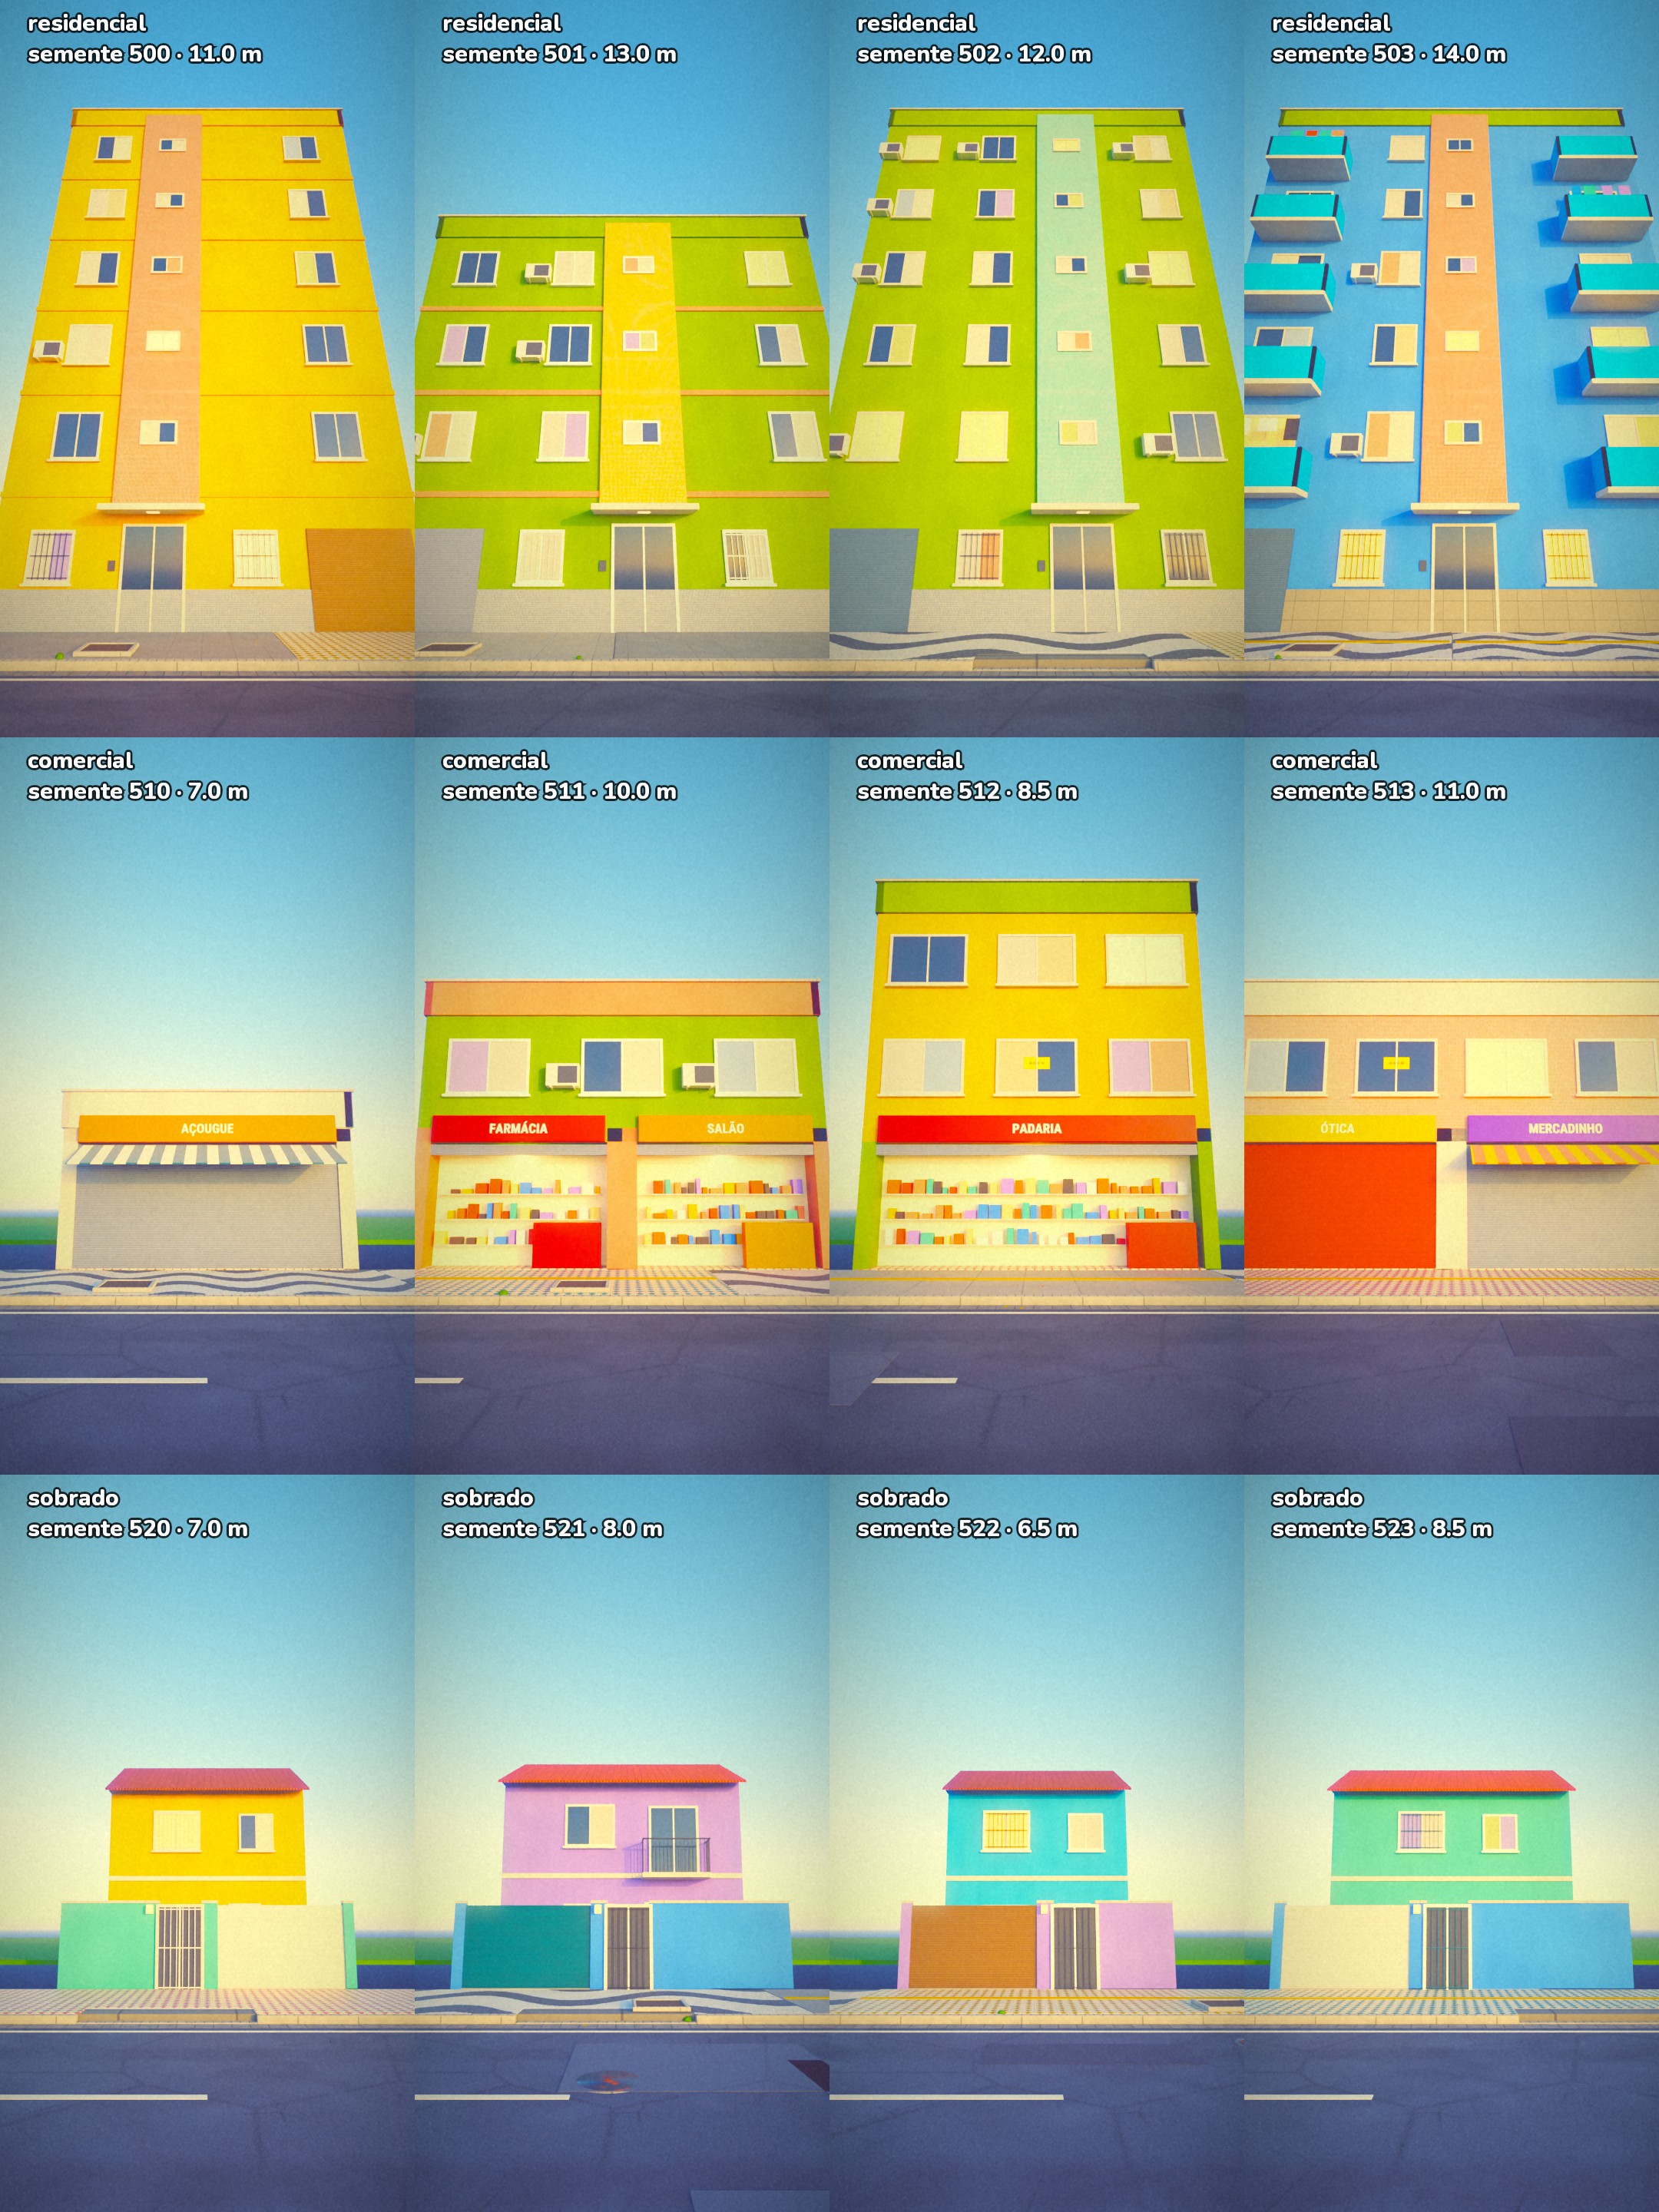 residencial
semente 500 · 11.0 m
residencial
semente 501 · 13.0 m
residencial
semente 502 · 12.0 m
residencial
semente 503 · 14.0 m
comercial
semente 510 · 7.0 m
comercial
semente 511 · 10.0 m
comercial
semente 512 · 8.5 m
comercial
semente 513 · 11.0 m
AÇOUGUE
FARMÁCIA
SALÃO
PADARIA
ÓTICA
MERCADINHO
sobrado
semente 520 · 7.0 m
sobrado
semente 521 · 8.0 m
sobrado
semente 522 · 6.5 m
sobrado
semente 523 · 8.5 m